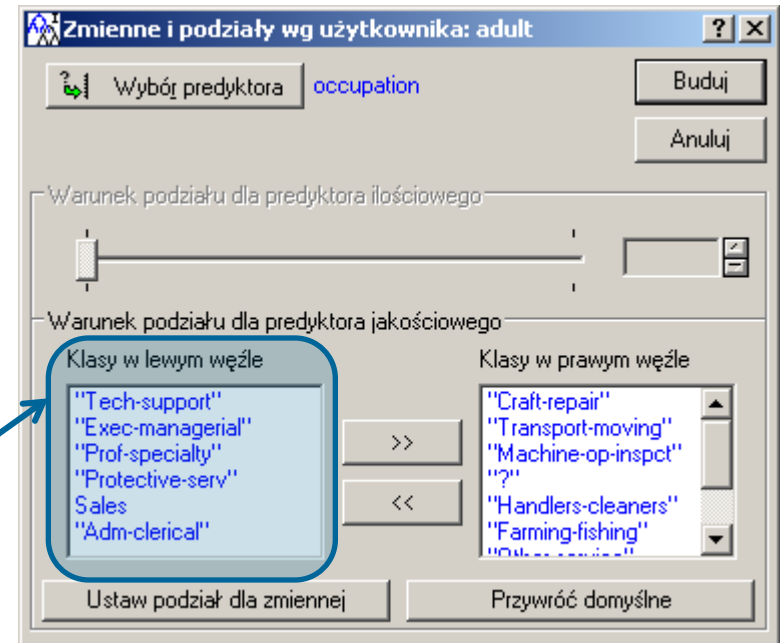 Zmienne i podziały wg użytkownika: adult
Wybór predyktora occupation
Buduj
Anuluj
Warunek podziału dla predyktora ilościowego
Warunek podziału dla predyktora jakościowego
Klasy w lewym węźle
"Tech-support"
"Exec-managerial"
"Prof-specialty"
"Protective-serv"
Sales
"Adm-clerical"
>>
<<
Klasy w prawym węźle
"Craft-repair"
"Transport-moving"
"Machine-op-inspct"
"?"
"Handlers-cleaners"
"Farming-fishing"
Ustaw podział dla zmiennej
Przywróć domyślne